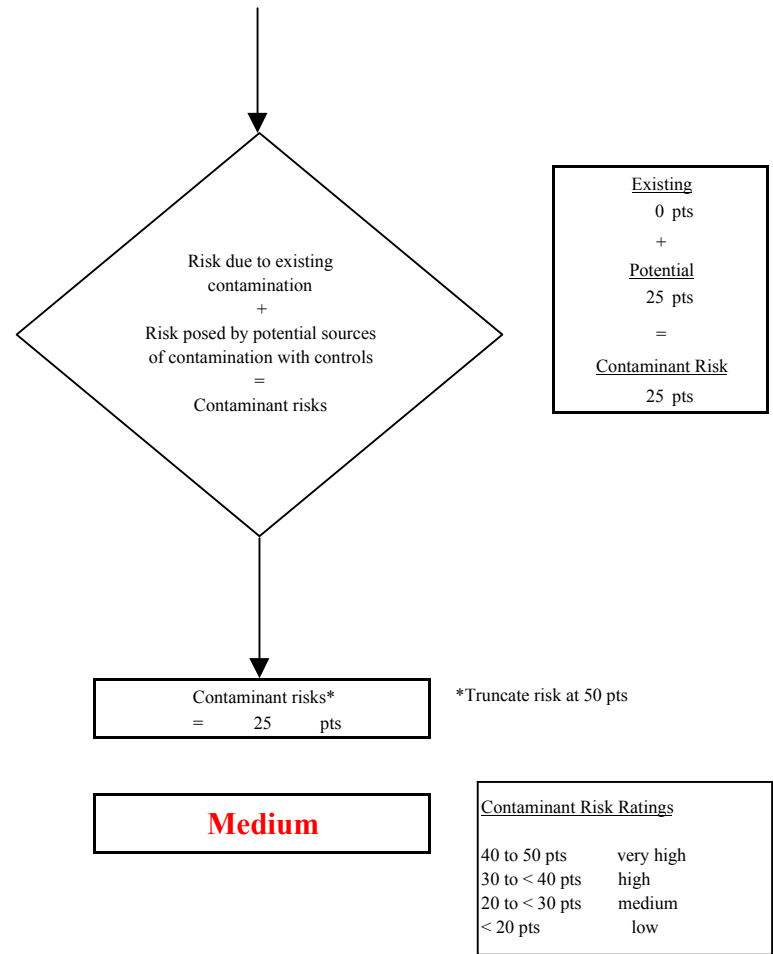 Risk due to existing
contamination
+
Risk posed by potential sources
of contamination with controls
=
Contaminant risks
Existing
0 pts
+
Potential
25 pts
=
Contaminant Risk
25 pts
Contaminant risks*
= 25 pts
*Truncate risk at 50 pts
Medium
Contaminant Risk Ratings
40 to 50 pts very high
30 to < 40 pts high
20 to < 30 pts medium
< 20 pts low